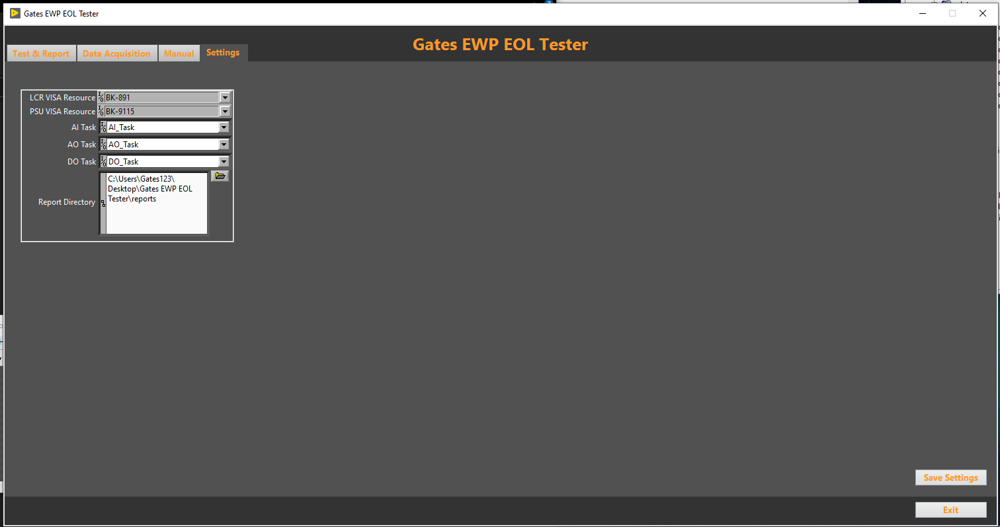 Gates EWP EOL Tester
Gates EWP EOL Tester
Test & Report
Data Acquisition
Manual
Settings
LCR VISA Resource
BK-891
PSU VISA Resource
BK-9115
AI Task
AI_Task
AO Task
AO_Task
DO Task
DO_Task
Report Directory
C:\Users\Gates123\
Desktop\Gates EWP EOL
Tester\reports
Save Settings
Exit